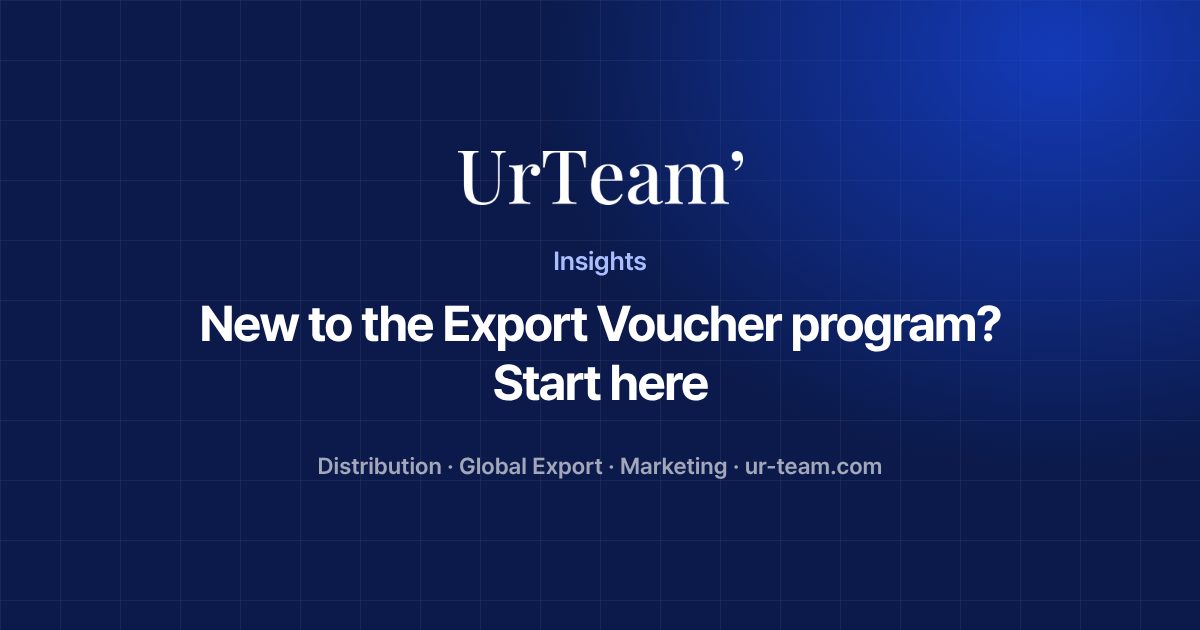 UrTeam’
Insights
New to the Export Voucher program?
Start here
Distribution · Global Export · Marketing · ur-team.com